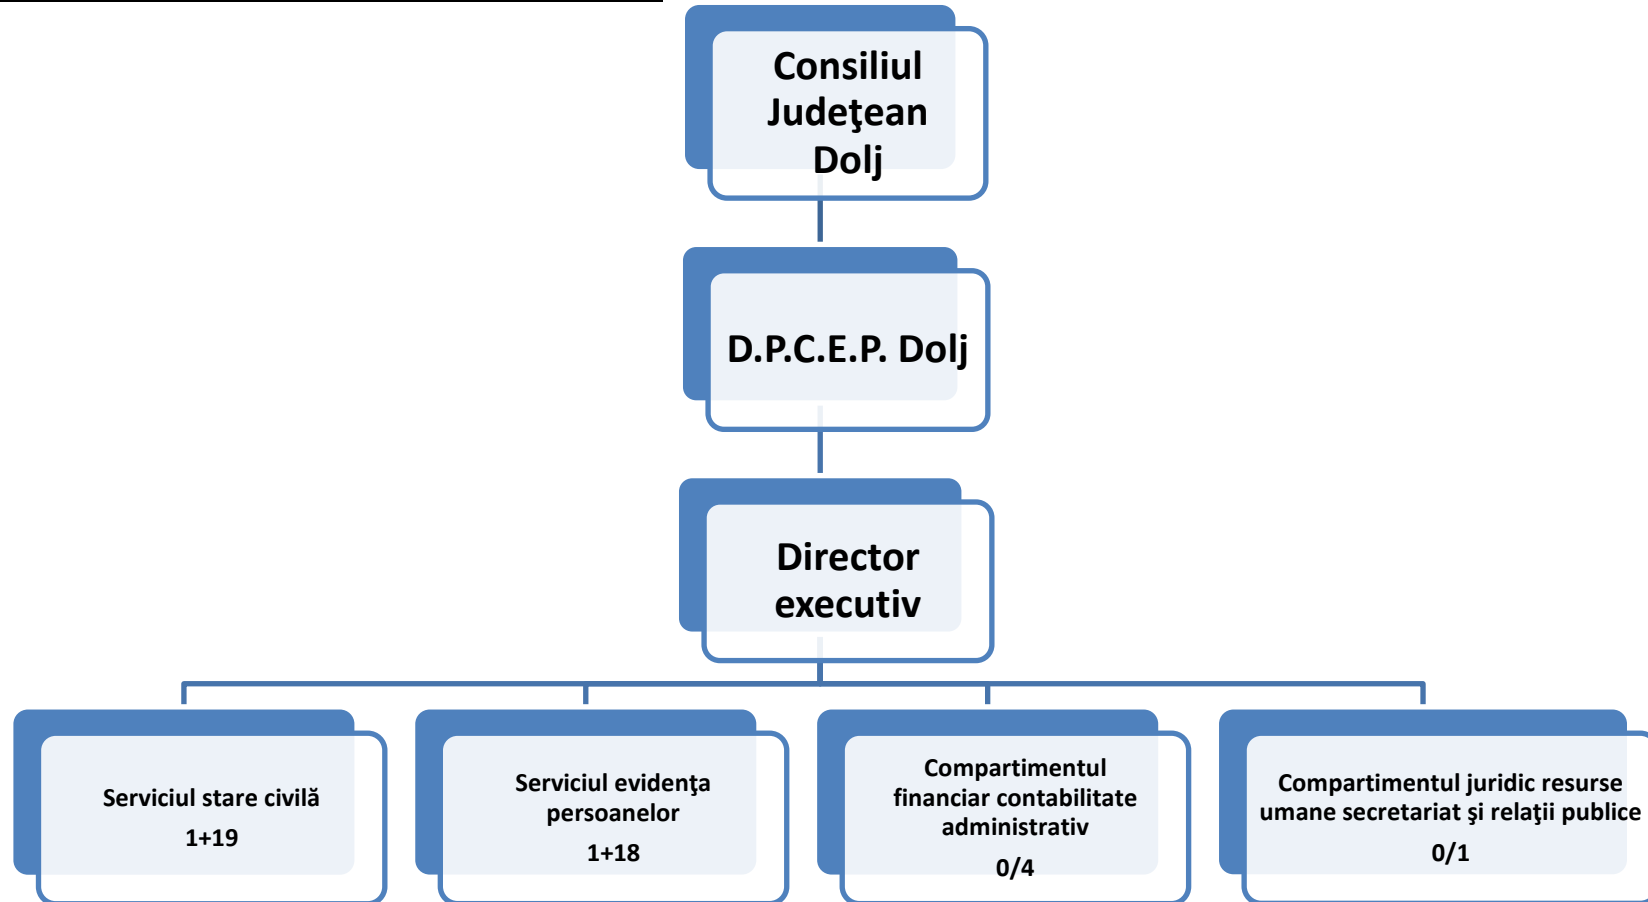 Consiliul
Judeţean
Dolj
D.P.C.E.P. Dolj
Director
executiv
Serviciul stare civilă
1+19
Serviciul evidenţa
persoanelor
1+18
Compartimentul
financiar contabilitate
administrativ
0/4
Compartimentul juridic resurse
umane secretariat şi relaţii publice
0/1